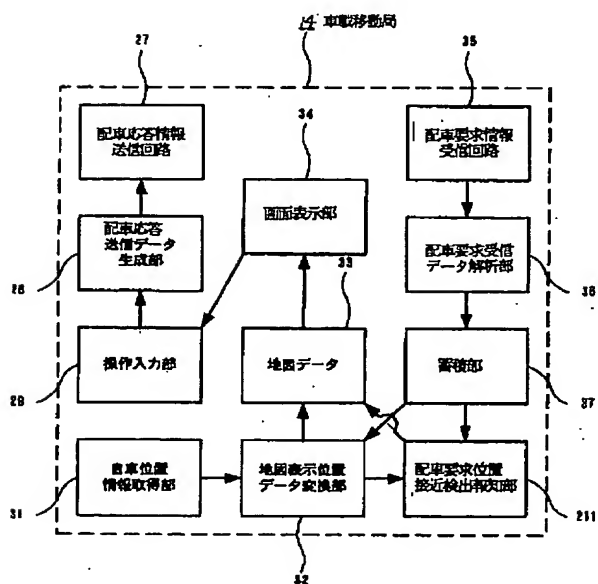 14 車載移動局
27
35
34
配車応答情報
送信回路
配車要求情報
受信回路
画面表示部
配車応答
送信データ
生成部
33
配車要求受信
データ解析部
28
36
操作入力部
地図データ
蓄積部
29
37
自車位置
情報取得部
地図表示位置
データ変換部
配車要求位置
接近検出報知部
31
211
32